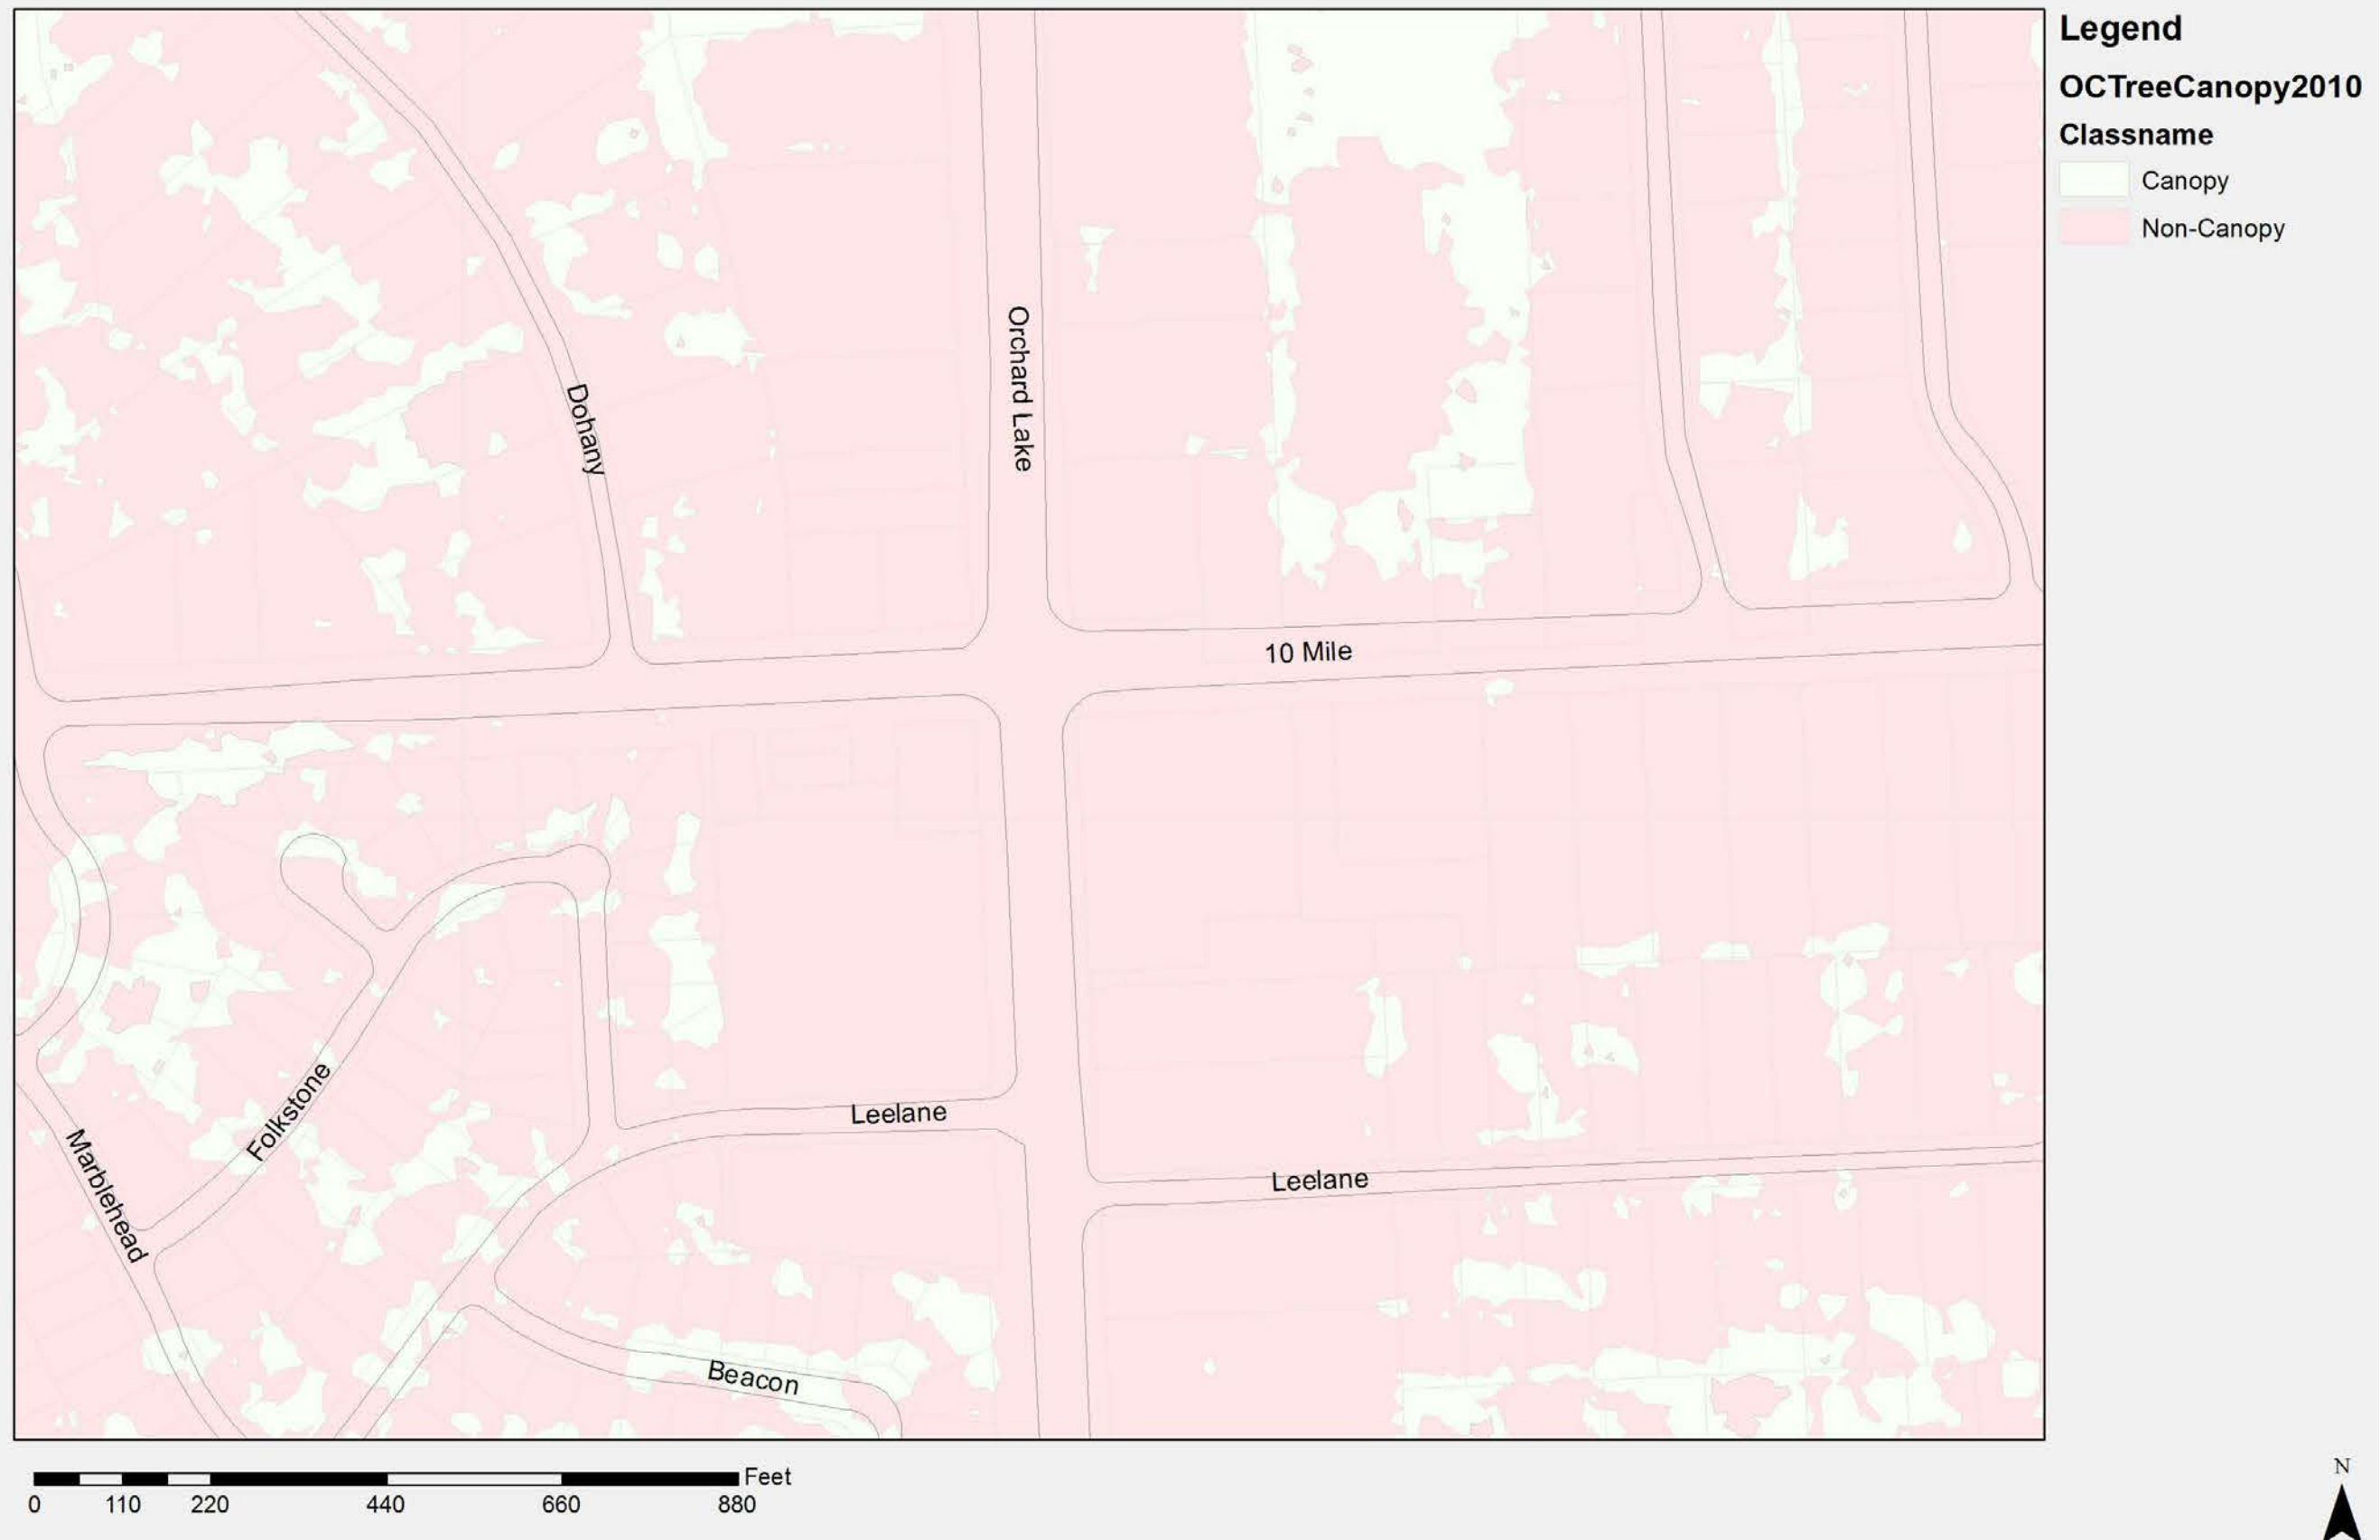 Legend
OCTreeCanopy2010
Classname
Canopy
Non-Canopy
Orchard Lake
Dohany
10 Mile
Folkstone
Leelane
Marblehead
Leelane
Beacon
Feet
0 110 220 440 660 880
N